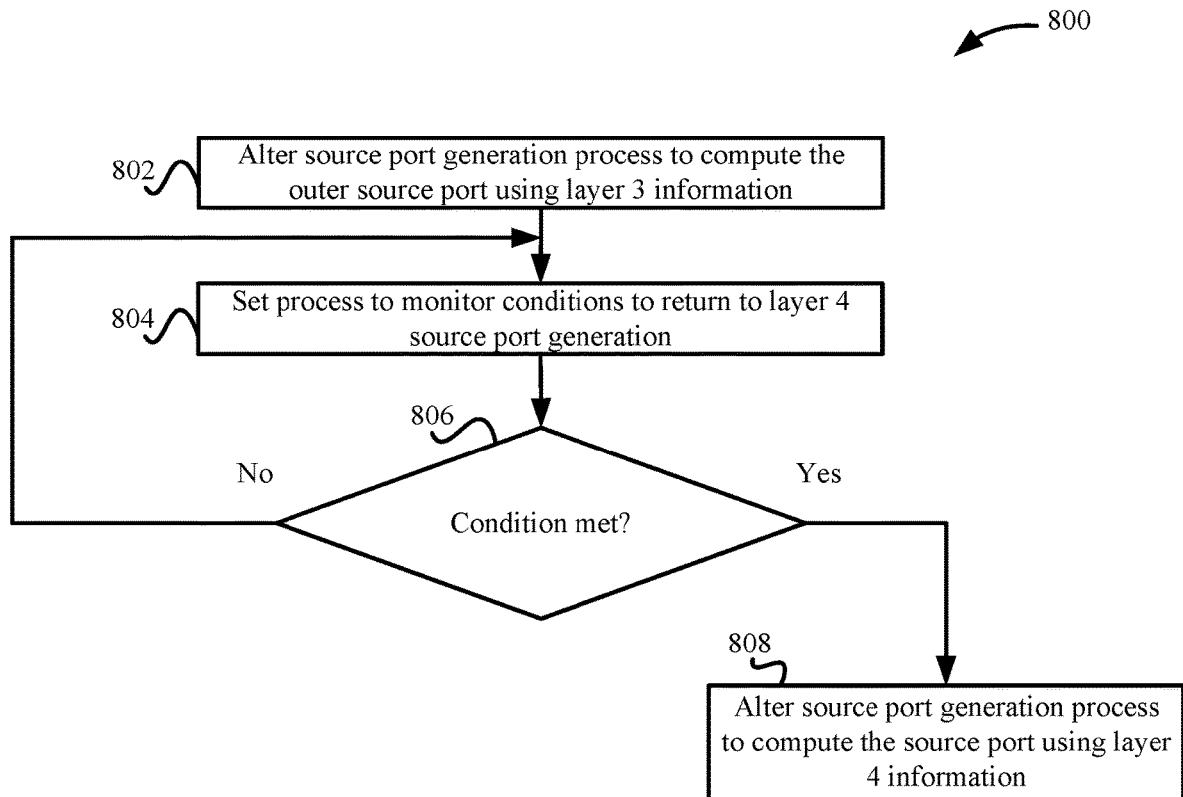 800
802
Alter source port generation process to compute the
outer source port using layer 3 information
804
Set process to monitor conditions to return to layer 4
source port generation
806
No
Yes
Condition met?
808
Alter source port generation process
to compute the source port using layer
4 information